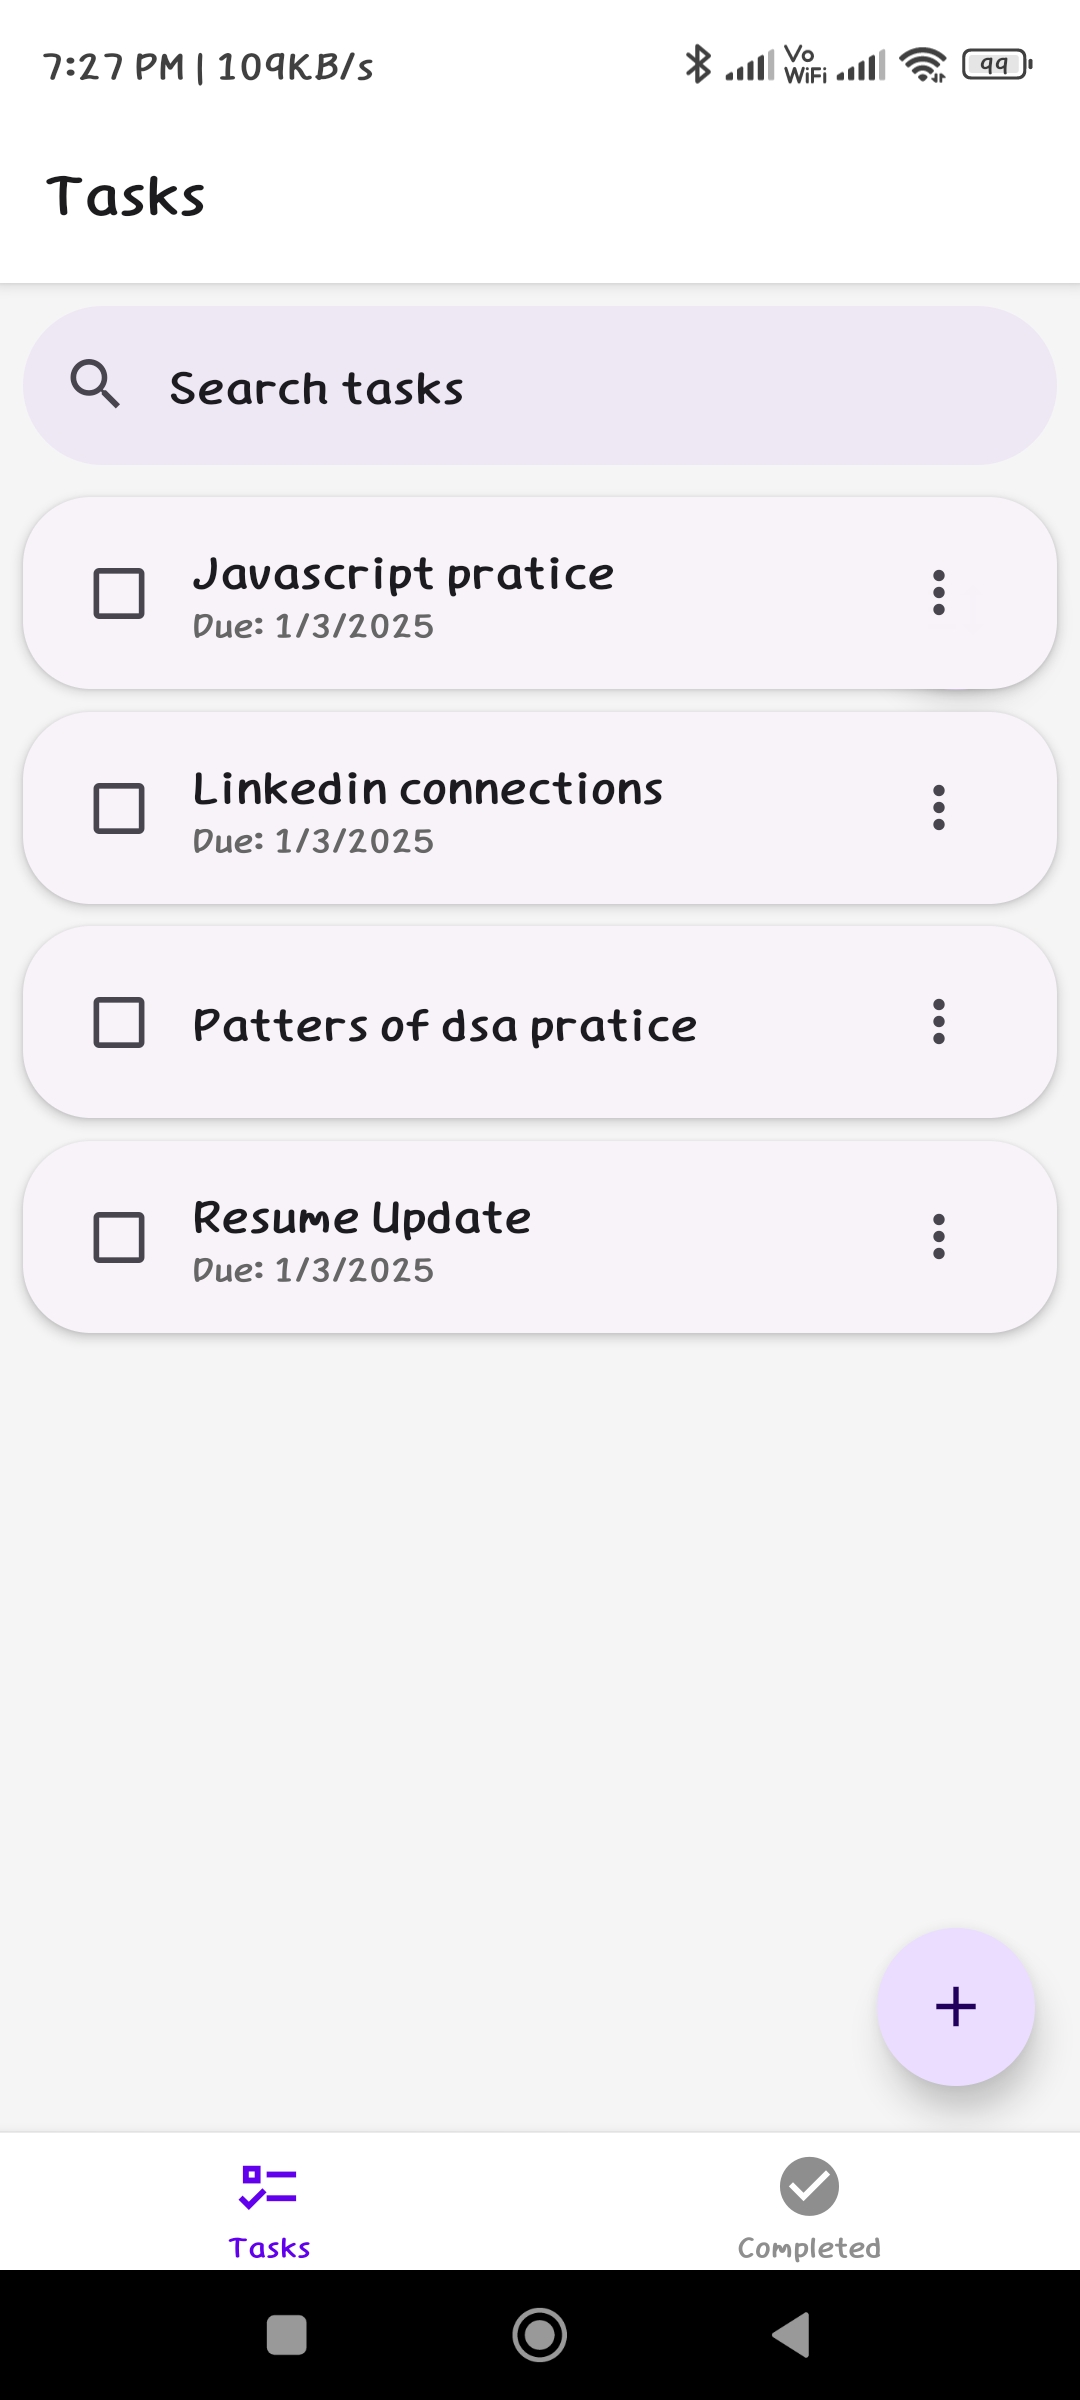 7:27 PM | 109KB/s
Vo
WiFi
99
Tasks
Search tasks
Javascript pratice
Due: 1/3/2025
Linkedin connections
Due: 1/3/2025
Patters of dsa pratice
Resume Update
Due: 1/3/2025
Tasks
Completed